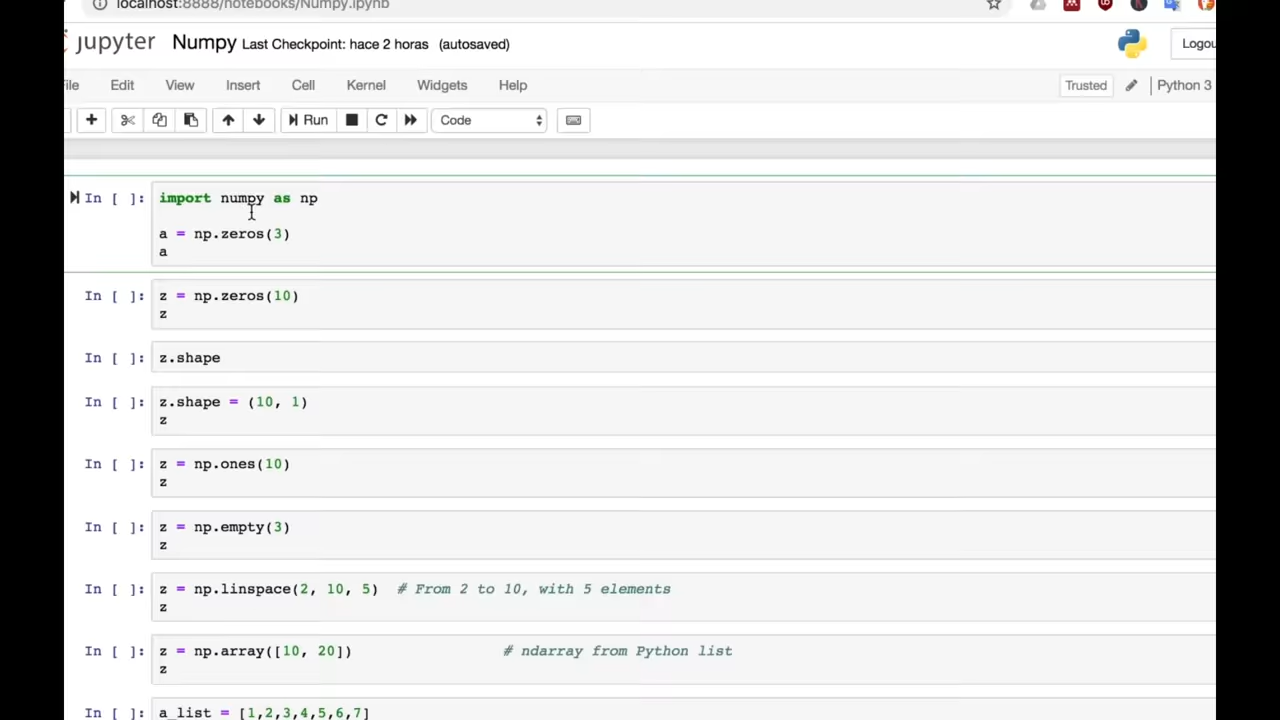 localhost:8888/notebooks/Numpy.ipynb
jupyter Numpy Last Checkpoint: hace 2 horas (autosaved)
Logou
ile Edit View Insert Cell Kernel Widgets Help
Trusted Python 3
Run Code
In [ ]: import numpy as np
a = np.zeros(3)
a
In [ ]: z = np.zeros(10)
z
In [ ]: z.shape
In [ ]: z.shape = (10, 1)
z
In [ ]: z = np.ones(10)
z
In [ ]: z = np.empty(3)
z
In [ ]: z = np.linspace(2, 10, 5) # From 2 to 10, with 5 elements
z
In [ ]: z = np.array([10, 20]) # ndarray from Python list
z
In [ ]: a_list = [1,2,3,4,5,6,7]